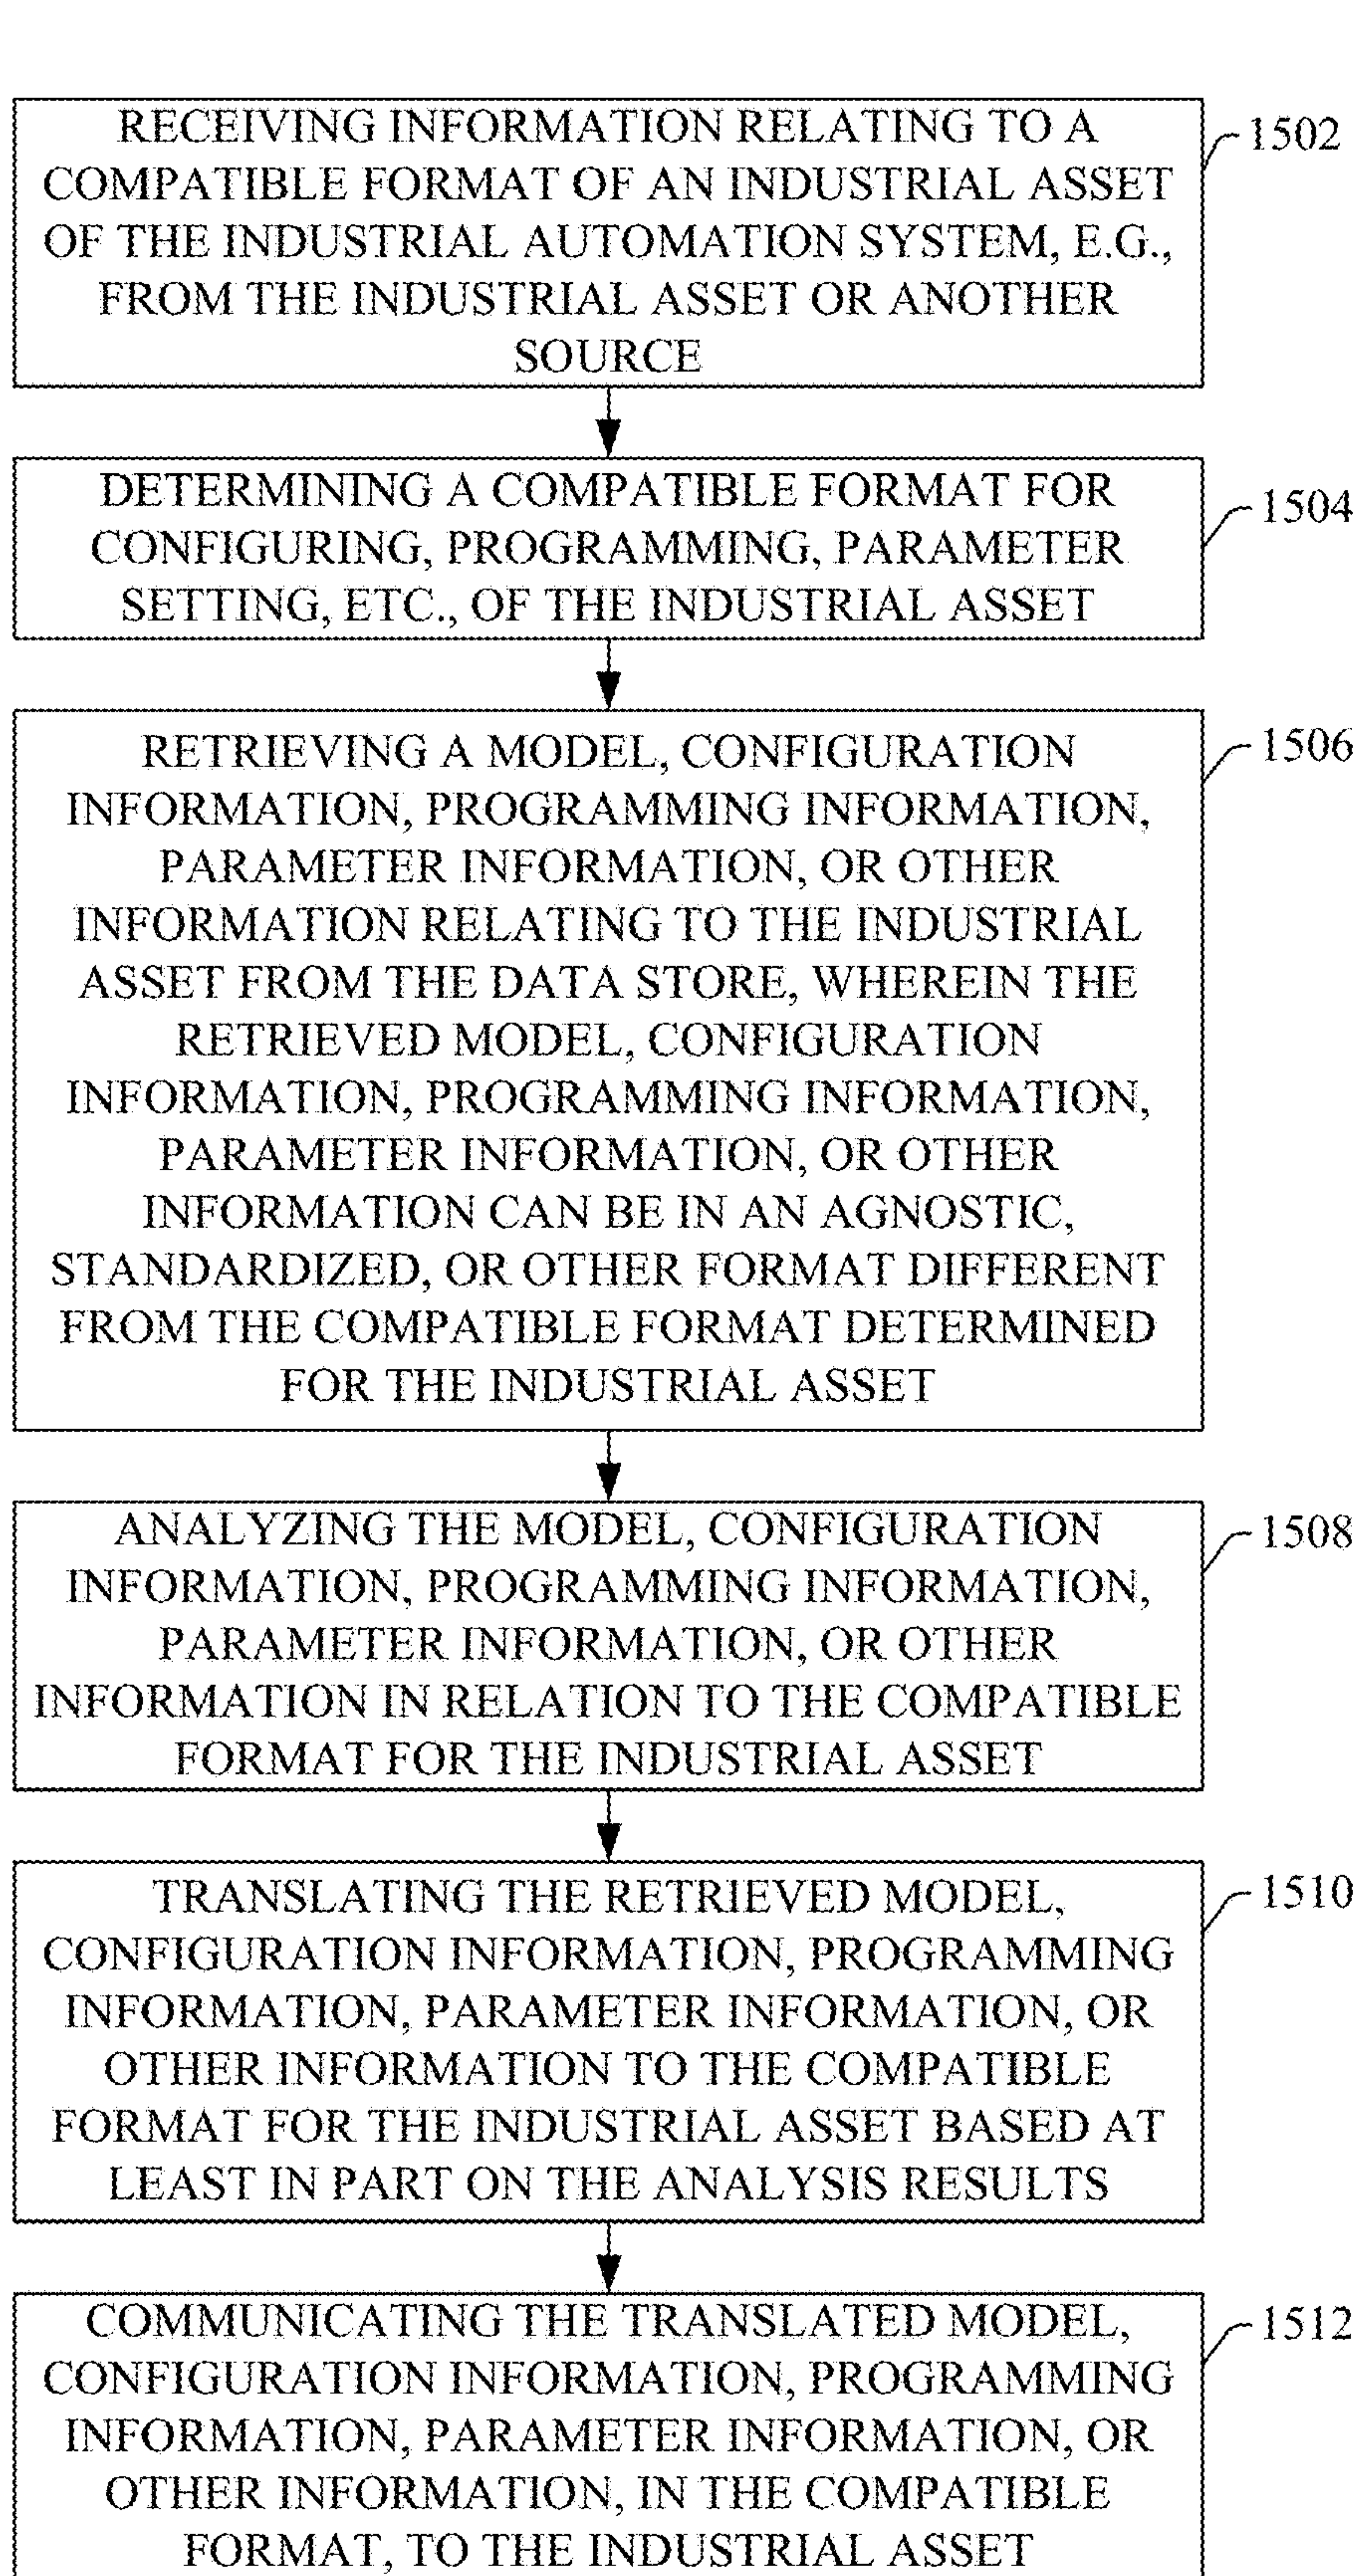 RECEIVING INFORMATION RELATING TO A
COMPATIBLE FORMAT OF AN INDUSTRIAL ASSET
OF THE INDUSTRIAL AUTOMATION SYSTEM, E.G.,
FROM THE INDUSTRIAL ASSET OR ANOTHER
SOURCE
1502
DETERMINING A COMPATIBLE FORMAT FOR
CONFIGURING, PROGRAMMING, PARAMETER
SETTING, ETC., OF THE INDUSTRIAL ASSET
1504
RETRIEVING A MODEL, CONFIGURATION
INFORMATION, PROGRAMMING INFORMATION,
PARAMETER INFORMATION, OR OTHER
INFORMATION RELATING TO THE INDUSTRIAL
ASSET FROM THE DATA STORE, WHEREIN THE
RETRIEVED MODEL, CONFIGURATION
INFORMATION, PROGRAMMING INFORMATION,
PARAMETER INFORMATION, OR OTHER
INFORMATION CAN BE IN AN AGNOSTIC,
STANDARDIZED, OR OTHER FORMAT DIFFERENT
FROM THE COMPATIBLE FORMAT DETERMINED
FOR THE INDUSTRIAL ASSET
1506
ANALYZING THE MODEL, CONFIGURATION
INFORMATION, PROGRAMMING INFORMATION,
PARAMETER INFORMATION, OR OTHER
INFORMATION IN RELATION TO THE COMPATIBLE
FORMAT FOR THE INDUSTRIAL ASSET
1508
TRANSLATING THE RETRIEVED MODEL,
CONFIGURATION INFORMATION, PROGRAMMING
INFORMATION, PARAMETER INFORMATION, OR
OTHER INFORMATION TO THE COMPATIBLE
FORMAT FOR THE INDUSTRIAL ASSET BASED AT
LEAST IN PART ON THE ANALYSIS RESULTS
1510
COMMUNICATING THE TRANSLATED MODEL,
CONFIGURATION INFORMATION, PROGRAMMING
INFORMATION, PARAMETER INFORMATION, OR
OTHER INFORMATION, IN THE COMPATIBLE
FORMAT, TO THE INDUSTRIAL ASSET
1512